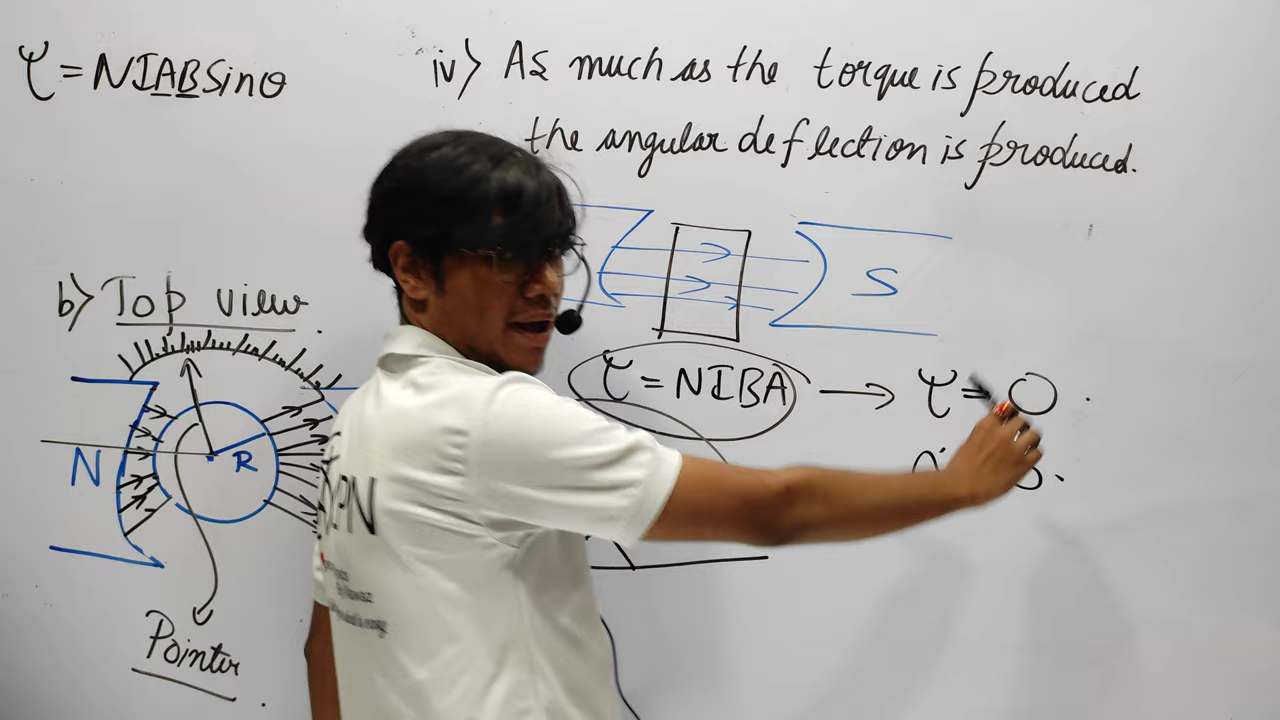 τ = NIABSinθ
iv) As much as the torque is produced
the angular deflection is produced.
b) Top view.
S
τ = NIBA → τ = 0.
N
R
Pointer.